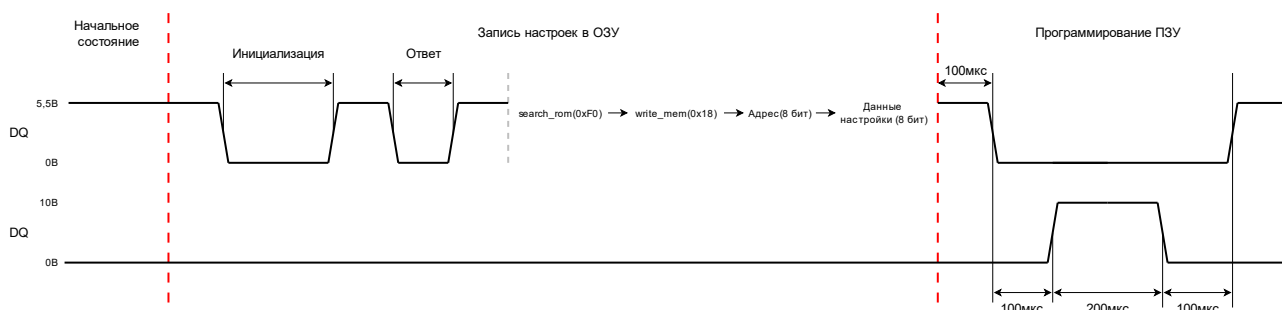 Начальное
состояние
Запись настроек в ОЗУ
Программирование ПЗУ
Инициализация
Ответ
100мкс
5,5В
DQ
0В
search_rom(0xF0)
write_mem(0x18)
Адрес(8 бит)
Данные
настройки (8 бит)
10В
DQ
0В
100мкс
200мкс
100мкс